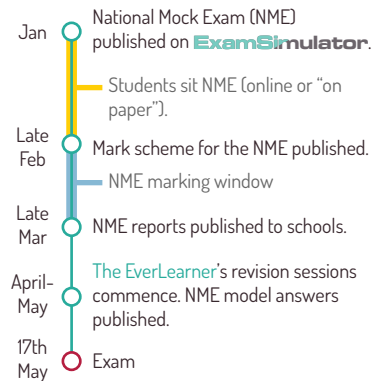 Jan
National Mock Exam (NME)
published on ExamSimulator.
Students sit NME (online or “on
paper”).
Late
Feb
Mark scheme for the NME published.
NME marking window
Late
Mar
NME reports published to schools.
April-
May
The EverLearner’s revision sessions
commence. NME model answers
published.
17th
May
Exam